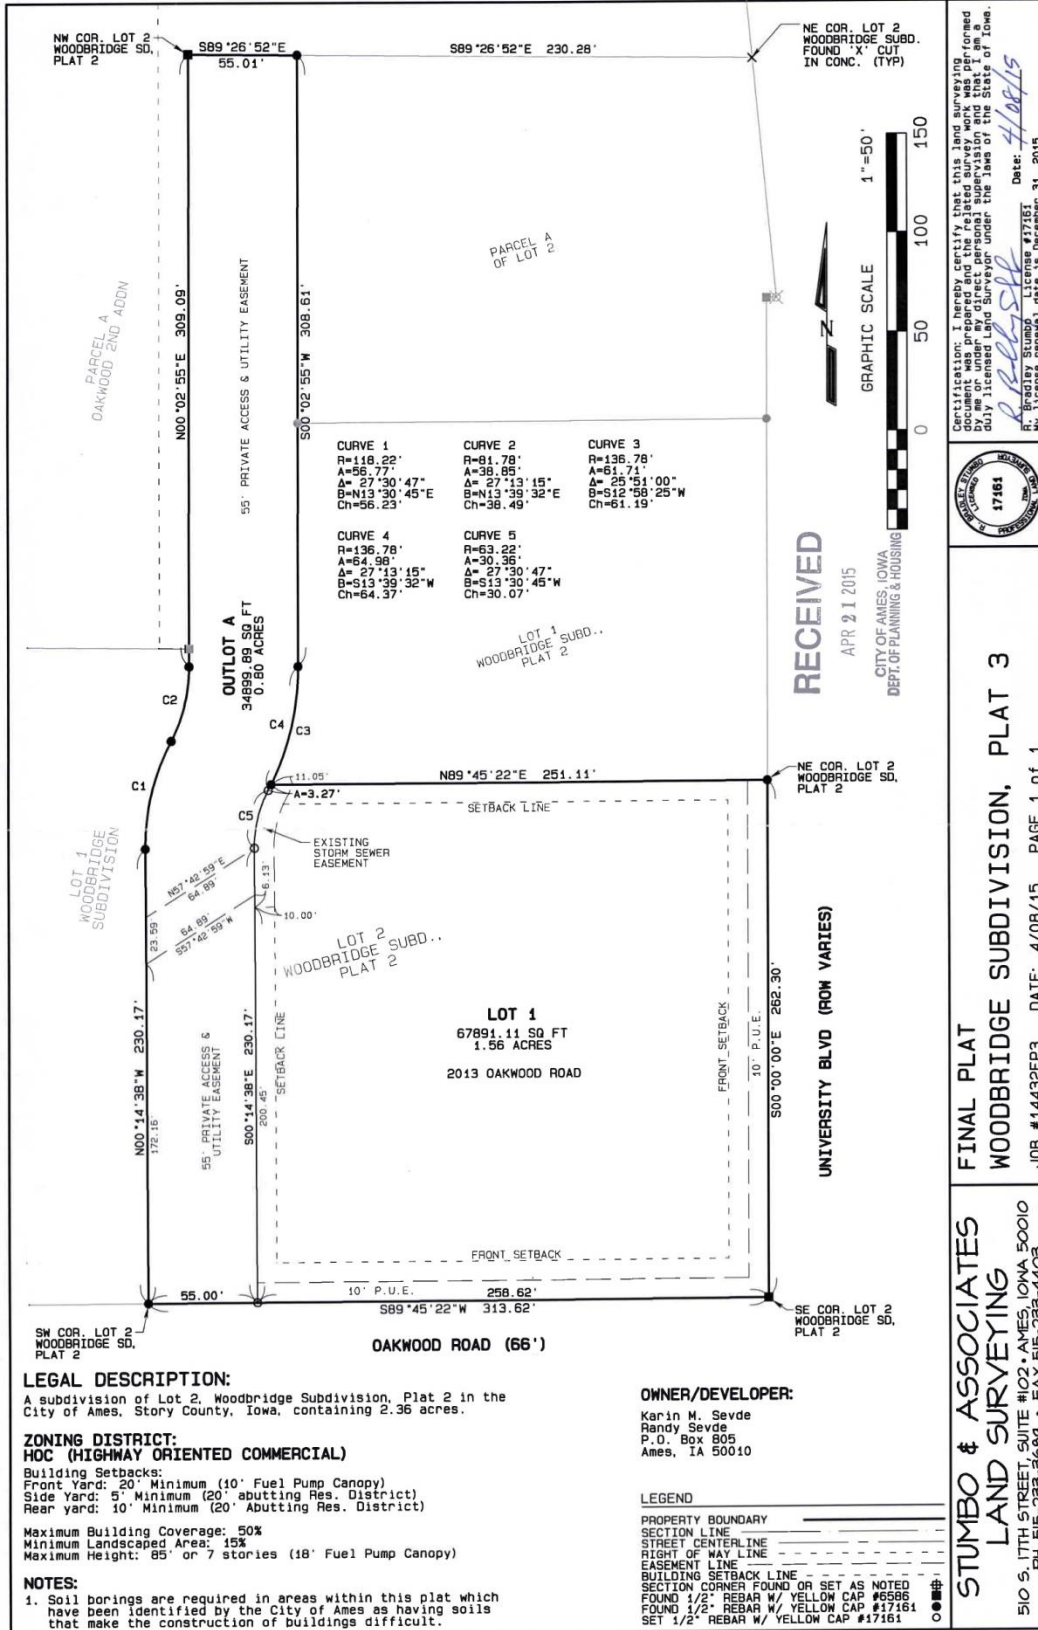 NW COR. LOT 2
WOODBRIDGE SD,
PLAT 2
S89°26'52"E
55.01'
S89°26'52"E 230.28'
NE COR. LOT 2
WOODBRIDGE SUBD.
FOUND 'X' CUT
IN CONC. (TYP)
PARCEL A
OAKWOOD 2ND ADDN
N00°02'55"E 309.09'
55' PRIVATE ACCESS & UTILITY EASEMENT
S00°02'55"W 308.61'
PARCEL A
OF LOT 2
N
GRAPHIC SCALE 1"=50'
0 50 100 150
CURVE 1
R=118.22'
A=56.77'
Δ= 27°30'47"
B=N13°30'45"E
Ch=56.23'
CURVE 2
R=81.78'
A=38.85'
Δ= 27°13'15"
B=N13°39'32"E
Ch=38.49'
CURVE 3
R=136.78'
A=61.71'
Δ= 25°51'00"
B=S12°58'25"W
Ch=61.19'
CURVE 4
R=136.78'
A=64.98'
Δ= 27°13'15"
B=S13°39'32"W
Ch=64.37'
CURVE 5
R=63.22'
A=30.36'
Δ= 27°30'47"
B=S13°30'45"W
Ch=30.07'
RECEIVED
APR 21 2015
CITY OF AMES, IOWA
DEPT. OF PLANNING & HOUSING
OUTLOT A
34899.89 SQ FT
0.80 ACRES
LOT 1
WOODBRIDGE SUBD.,
PLAT 2
C2
C4
C3
C1
C5
11.05'
N89°45'22"E 251.11'
NE COR. LOT 2
WOODBRIDGE SD,
PLAT 2
A=3.27'
SETBACK LINE
EXISTING
STORM SEWER
EASEMENT
LOT 1
WOODBRIDGE
SUBDIVISION
N57°42'59"E
64.89'
64.89'
S57°42'59"W
23.59
6.13'
10.00'
LOT 2
WOODBRIDGE SUBD.,
PLAT 2
N00°14'38"W 230.17'
172.16'
55' PRIVATE ACCESS &
UTILITY EASEMENT
S00°14'38"E 230.17'
200.45'
SETBACK LINE
LOT 1
67891.11 SQ FT
1.56 ACRES
2013 OAKWOOD ROAD
FRONT SETBACK
10' P.U.E.
S00°00'00"E 262.30'
UNIVERSITY BLVD (ROW VARIES)
FRONT SETBACK
10' P.U.E.
55.00'
258.62'
S89°45'22"W 313.62'
SW COR. LOT 2
WOODBRIDGE SD,
PLAT 2
SE COR. LOT 2
WOODBRIDGE SD,
PLAT 2
OAKWOOD ROAD (66')
LEGAL DESCRIPTION:
A subdivision of Lot 2, Woodbridge Subdivision, Plat 2 in the
City of Ames, Story County, Iowa, containing 2.36 acres.
ZONING DISTRICT:
HOC (HIGHWAY ORIENTED COMMERCIAL)
Building Setbacks:
Front Yard: 20' Minimum (10' Fuel Pump Canopy)
Side Yard: 5' Minimum (20' abutting Res. District)
Rear yard: 10' Minimum (20' Abutting Res. District)
Maximum Building Coverage: 50%
Minimum Landscaped Area: 15%
Maximum Height: 85' or 7 stories (18' Fuel Pump Canopy)
NOTES:
1. Soil borings are required in areas within this plat which
have been identified by the City of Ames as having soils
that make the construction of buildings difficult.
OWNER/DEVELOPER:
Karin M. Sevde
Randy Sevde
P.O. Box 805
Ames, IA 50010
LEGEND
PROPERTY BOUNDARY
SECTION LINE
STREET CENTERLINE
RIGHT OF WAY LINE
EASEMENT LINE
BUILDING SETBACK LINE
SECTION CORNER FOUND OR SET AS NOTED
FOUND 1/2" REBAR W/ YELLOW CAP #6586
FOUND 1/2" REBAR W/ YELLOW CAP #17161
SET 1/2" REBAR W/ YELLOW CAP #17161
Certification: I hereby certify that this land surveying
document was prepared and the related survey work was performed
by me or under my direct personal supervision and that I am a
duly licensed Land Surveyor under the laws of the State of Iowa.
Date: 4/08/15
R. Bradley Stumbo License #17161
My license renewal date is December 31, 2015
R. BRADLEY STUMBO
LICENSED
17161
IOWA
PROFESSIONAL LAND SURVEYOR
FINAL PLAT
WOODBRIDGE SUBDIVISION, PLAT 3
JOB #14432FP3 DATE: 4/08/15 PAGE 1 of 1
STUMBO & ASSOCIATES
LAND SURVEYING
510 S. 17TH STREET, SUITE #102 • AMES, IOWA 50010